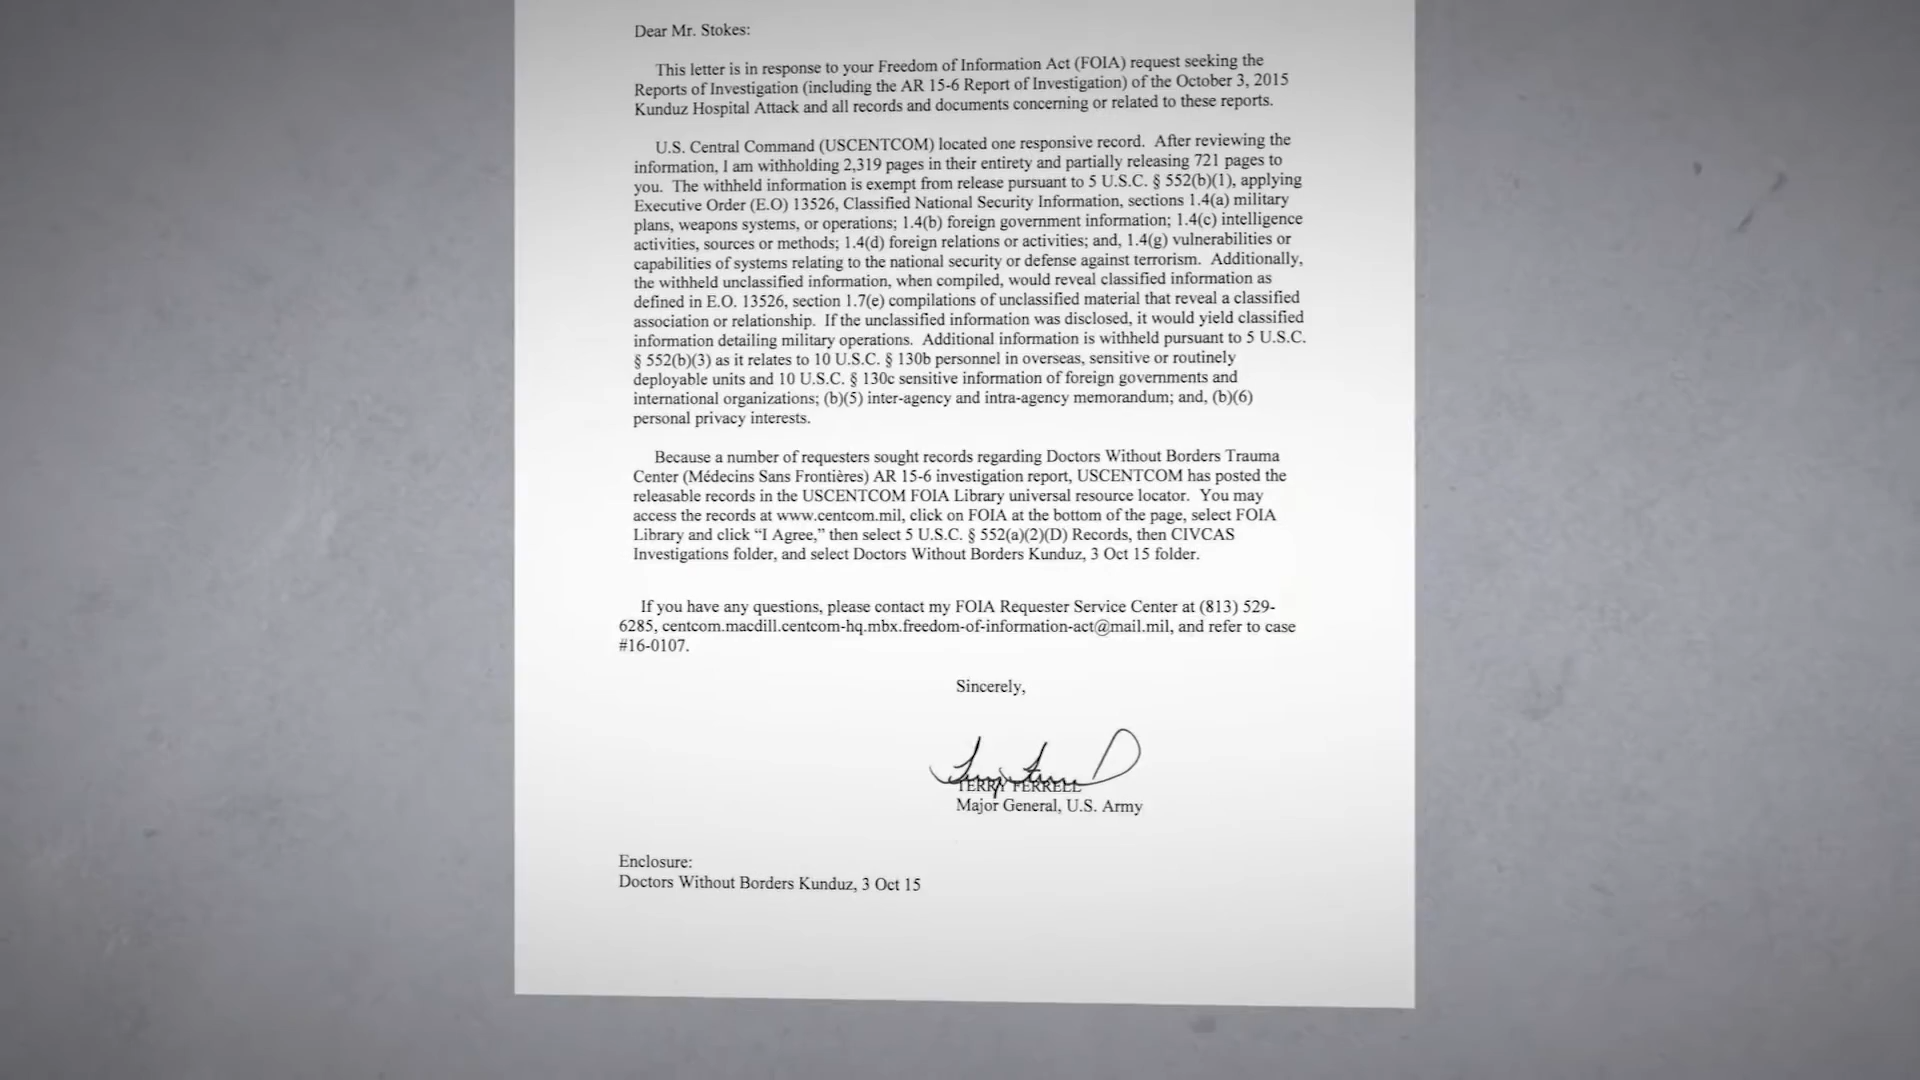 Dear Mr. Stokes:
This letter is in response to your Freedom of Information Act (FOIA) request seeking the
Reports of Investigation (including the AR 15-6 Report of Investigation) of the October 3, 2015
Kunduz Hospital Attack and all records and documents concerning or related to these reports.
U.S. Central Command (USCENTCOM) located one responsive record. After reviewing the
information, I am withholding 2,319 pages in their entirety and partially releasing 721 pages to
you. The withheld information is exempt from release pursuant to 5 U.S.C. § 552(b)(1), applying
Executive Order (E.O) 13526, Classified National Security Information, sections 1.4(a) military
plans, weapons systems, or operations; 1.4(b) foreign government information; 1.4(c) intelligence
activities, sources or methods; 1.4(d) foreign relations or activities; and, 1.4(g) vulnerabilities or
capabilities of systems relating to the national security or defense against terrorism. Additionally,
the withheld unclassified information, when compiled, would reveal classified information as
defined in E.O. 13526, section 1.7(e) compilations of unclassified material that reveal a classified
association or relationship. If the unclassified information was disclosed, it would yield classified
information detailing military operations. Additional information is withheld pursuant to 5 U.S.C.
§ 552(b)(3) as it relates to 10 U.S.C. § 130b personnel in overseas, sensitive or routinely
deployable units and 10 U.S.C. § 130c sensitive information of foreign governments and
international organizations; (b)(5) inter-agency and intra-agency memorandum; and, (b)(6)
personal privacy interests.
Because a number of requesters sought records regarding Doctors Without Borders Trauma
Center (Médecins Sans Frontières) AR 15-6 investigation report, USCENTCOM has posted the
releasable records in the USCENTCOM FOIA Library universal resource locator. You may
access the records at www.centcom.mil, click on FOIA at the bottom of the page, select FOIA
Library and click “I Agree,” then select 5 U.S.C. § 552(a)(2)(D) Records, then CIVCAS
Investigations folder, and select Doctors Without Borders Kunduz, 3 Oct 15 folder.
If you have any questions, please contact my FOIA Requester Service Center at (813) 529-
6285, centcom.macdill.centcom-hq.mbx.freedom-of-information-act@mail.mil, and refer to case
#16-0107.
Sincerely,
TERRY FERRELL
Major General, U.S. Army
Enclosure:
Doctors Without Borders Kunduz, 3 Oct 15